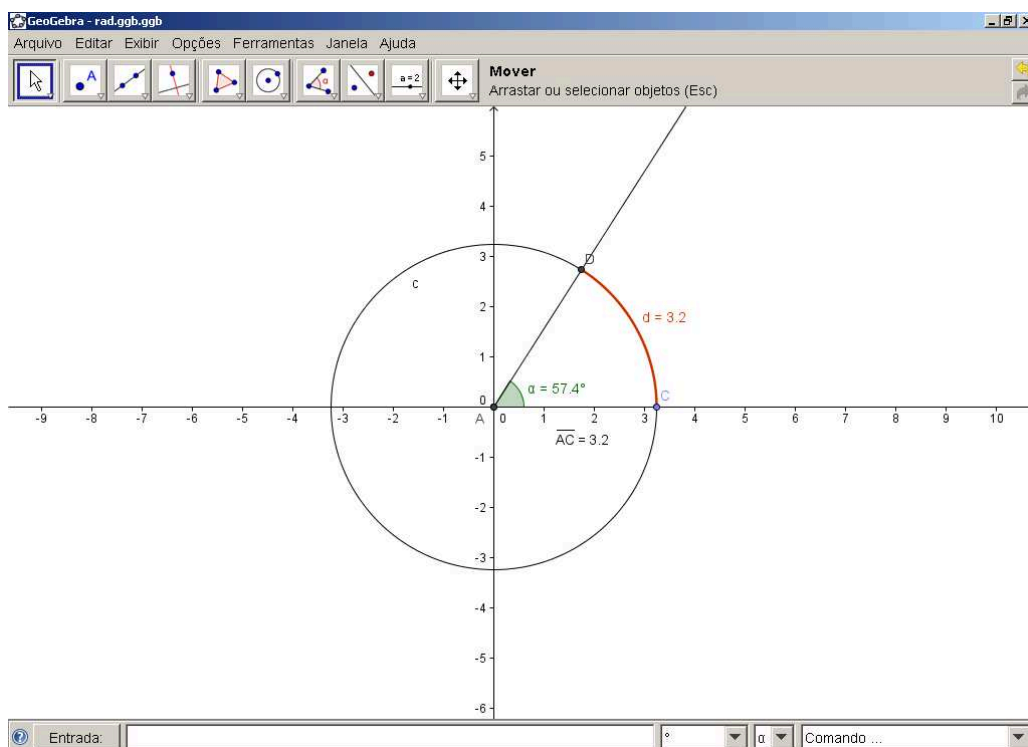 GeoGebra - rad.ggb.ggb
Arquivo Editar Exibir Opções Ferramentas Janela Ajuda
A
α
a = 2
Mover
Arrastar ou selecionar objetos (Esc)
5
4
D
3
c
d = 3.2
2
1
α = 57.4°
0
C
A
-9 -8 -7 -6 -5 -4 -3 -2 -1 0 1 2 3 4 5 6 7 8 9 10
AC = 3.2
-1
-2
-3
-4
-5
-6
Entrada: ° α Comando ...